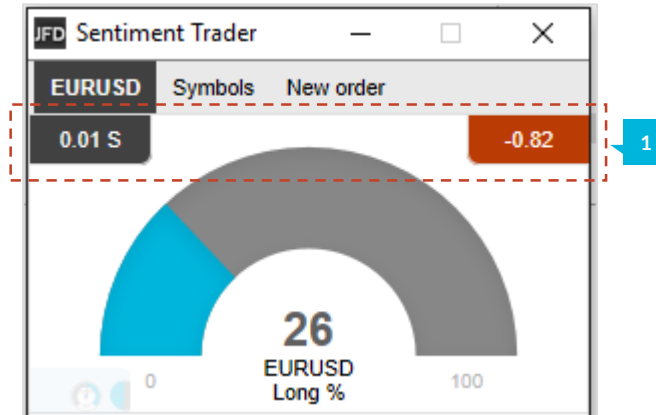 JFD Sentiment Trader
EURUSD Symbols New order
0.01 S -0.82
1
26
EURUSD
Long %
0 100